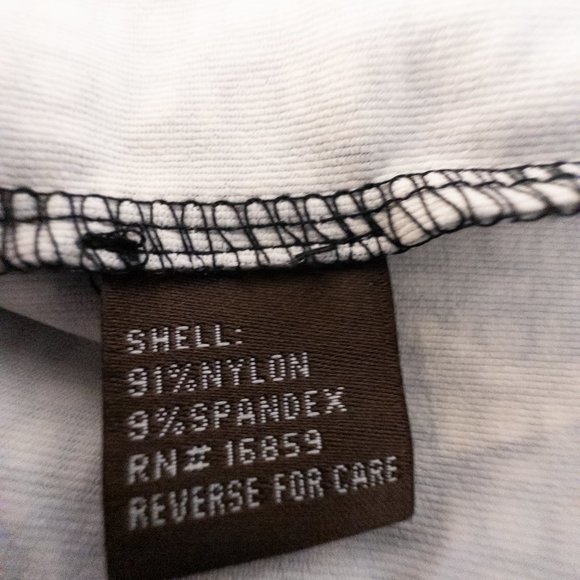 SHELL:
91%NYLON
9%SPANDEX
RN# 16859
REVERSE FOR CARE